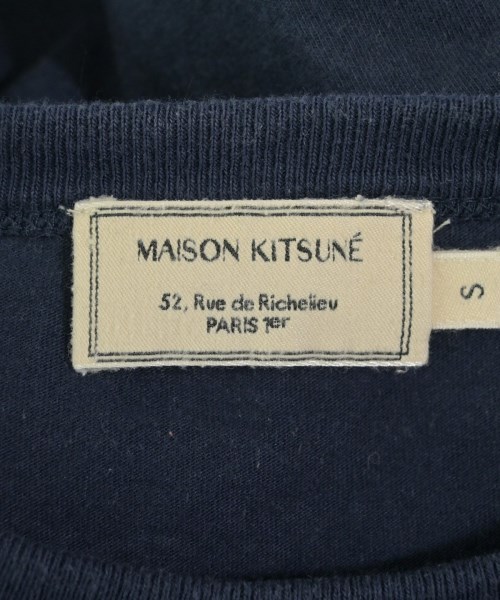 MAISON KITSUNÉ
52, Rue de Richelieu
PARIS 1er
S